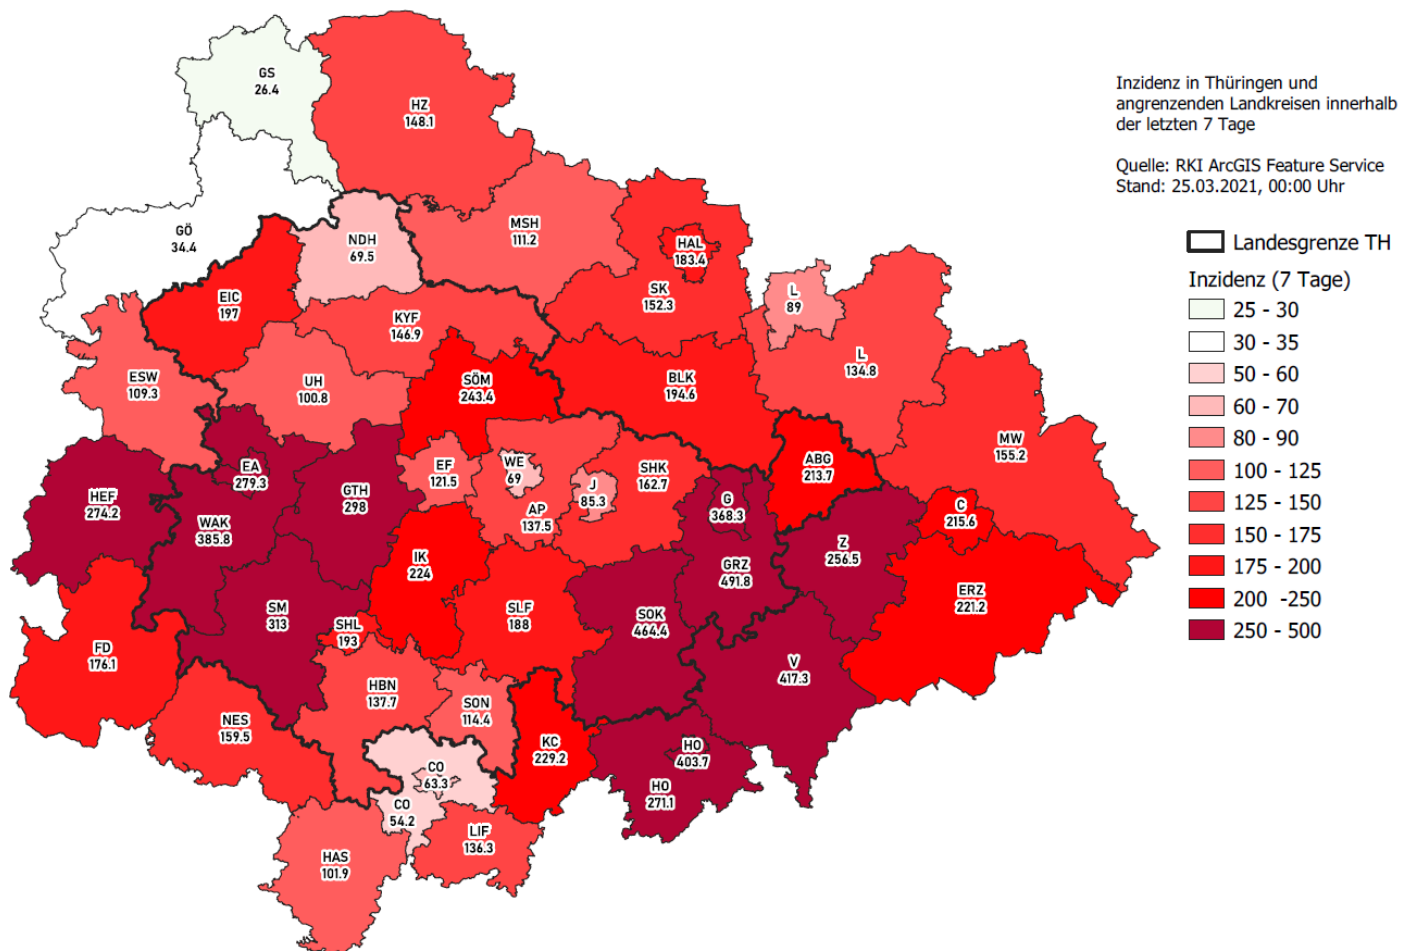 GS
26.4
HZ
148.1
Inzidenz in Thüringen und
angrenzenden Landkreisen innerhalb
der letzten 7 Tage
Quelle: RKI ArcGIS Feature Service
Stand: 25.03.2021, 00:00 Uhr
Landesgrenze TH
Inzidenz (7 Tage)
25 - 30
30 - 35
50 - 60
60 - 70
80 - 90
100 - 125
125 - 150
150 - 175
175 - 200
200 -250
250 - 500
GÖ
34.4
NDH
69.5
MSH
111.2
HAL
183.4
EIC
197
KYF
146.9
SK
152.3
L
89
L
134.8
ESW
109.3
UH
100.8
SÖM
243.4
BLK
194.6
MW
155.2
HEF
274.2
EA
279.3
WAK
385.8
GTH
298
EF
121.5
WE
69
AP
137.5
J
85.3
SHK
162.7
G
368.3
ABG
213.7
C
215.6
Z
256.5
IK
224
GRZ
491.8
ERZ
221.2
SM
313
SHL
193
SLF
188
SOK
464.4
FD
176.1
V
417.3
HBN
137.7
SON
114.4
NES
159.5
KC
229.2
HO
403.7
HO
271.1
CO
63.3
CO
54.2
LIF
136.3
HAS
101.9